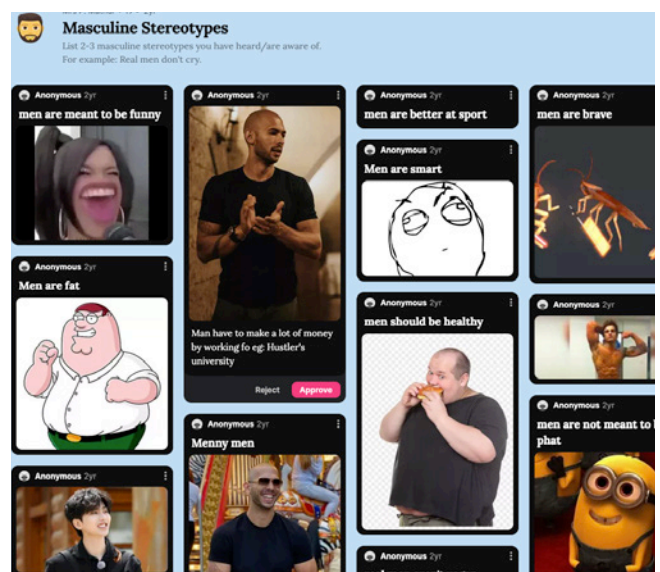 Masculine Stereotypes
List 2-3 masculine stereotypes you have heard/are aware of.
For example: Real men don't cry.
Anonymous 2yr
men are meant to be funny
Anonymous 2yr
Men are fat
Anonymous 2yr
Anonymous 2yr
Man have to make a lot of money
by working fo eg: Hustler's
university
Reject Approve
Anonymous 2yr
Menny men
Anonymous 2yr
men are better at sport
Anonymous 2yr
Men are smart
Anonymous 2yr
men should be healthy
Anonymous 2yr
Anonymous 2yr
men are brave
Anonymous 2yr
Anonymous 2yr
men are not meant to
phat